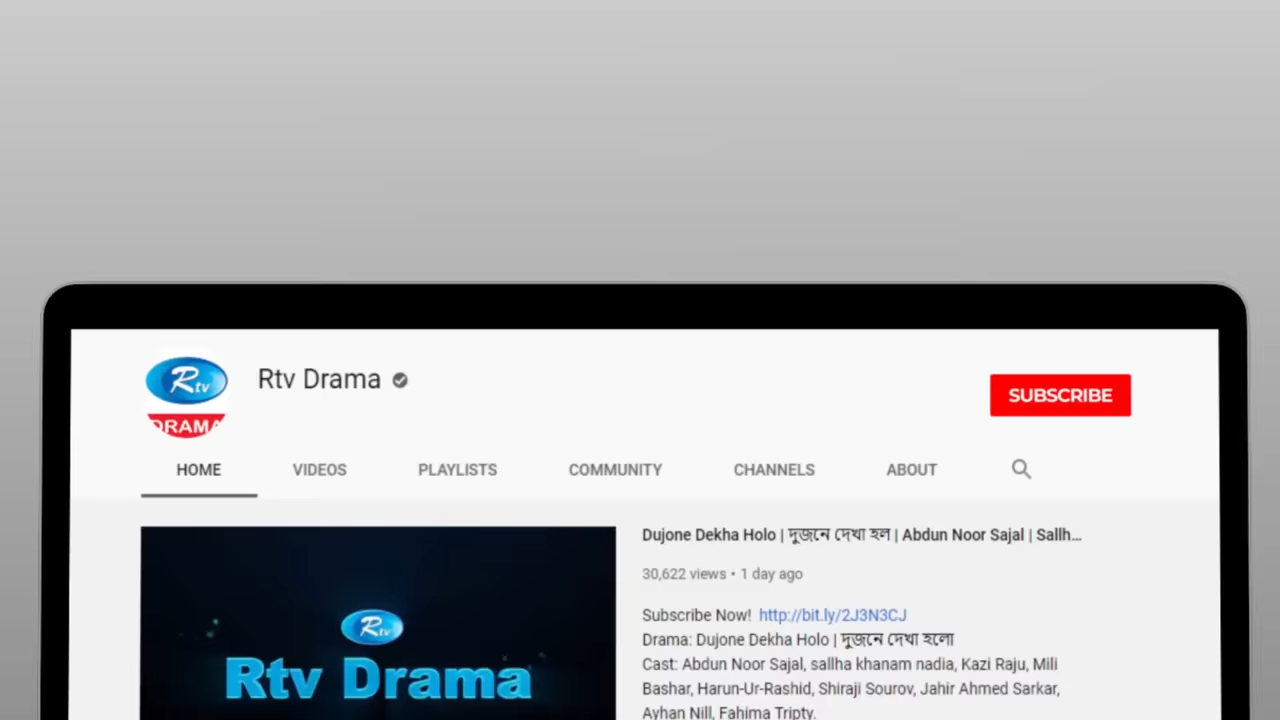 Rtv
DRAMA
Rtv Drama
SUBSCRIBE
HOME VIDEOS PLAYLISTS COMMUNITY CHANNELS ABOUT
Rtv
Rtv Drama
Dujone Dekha Holo | দুজনে দেখা হল | Abdun Noor Sajal | Sallh...
30,622 views • 1 day ago
Subscribe Now! http://bit.ly/2J3N3CJ
Drama: Dujone Dekha Holo | দুজনে দেখা হলো
Cast: Abdun Noor Sajal, sallha khanam nadia, Kazi Raju, Mili
Bashar, Harun-Ur-Rashid, Shiraji Sourov, Jahir Ahmed Sarkar,
Ayhan Nill, Fahima Tripty.